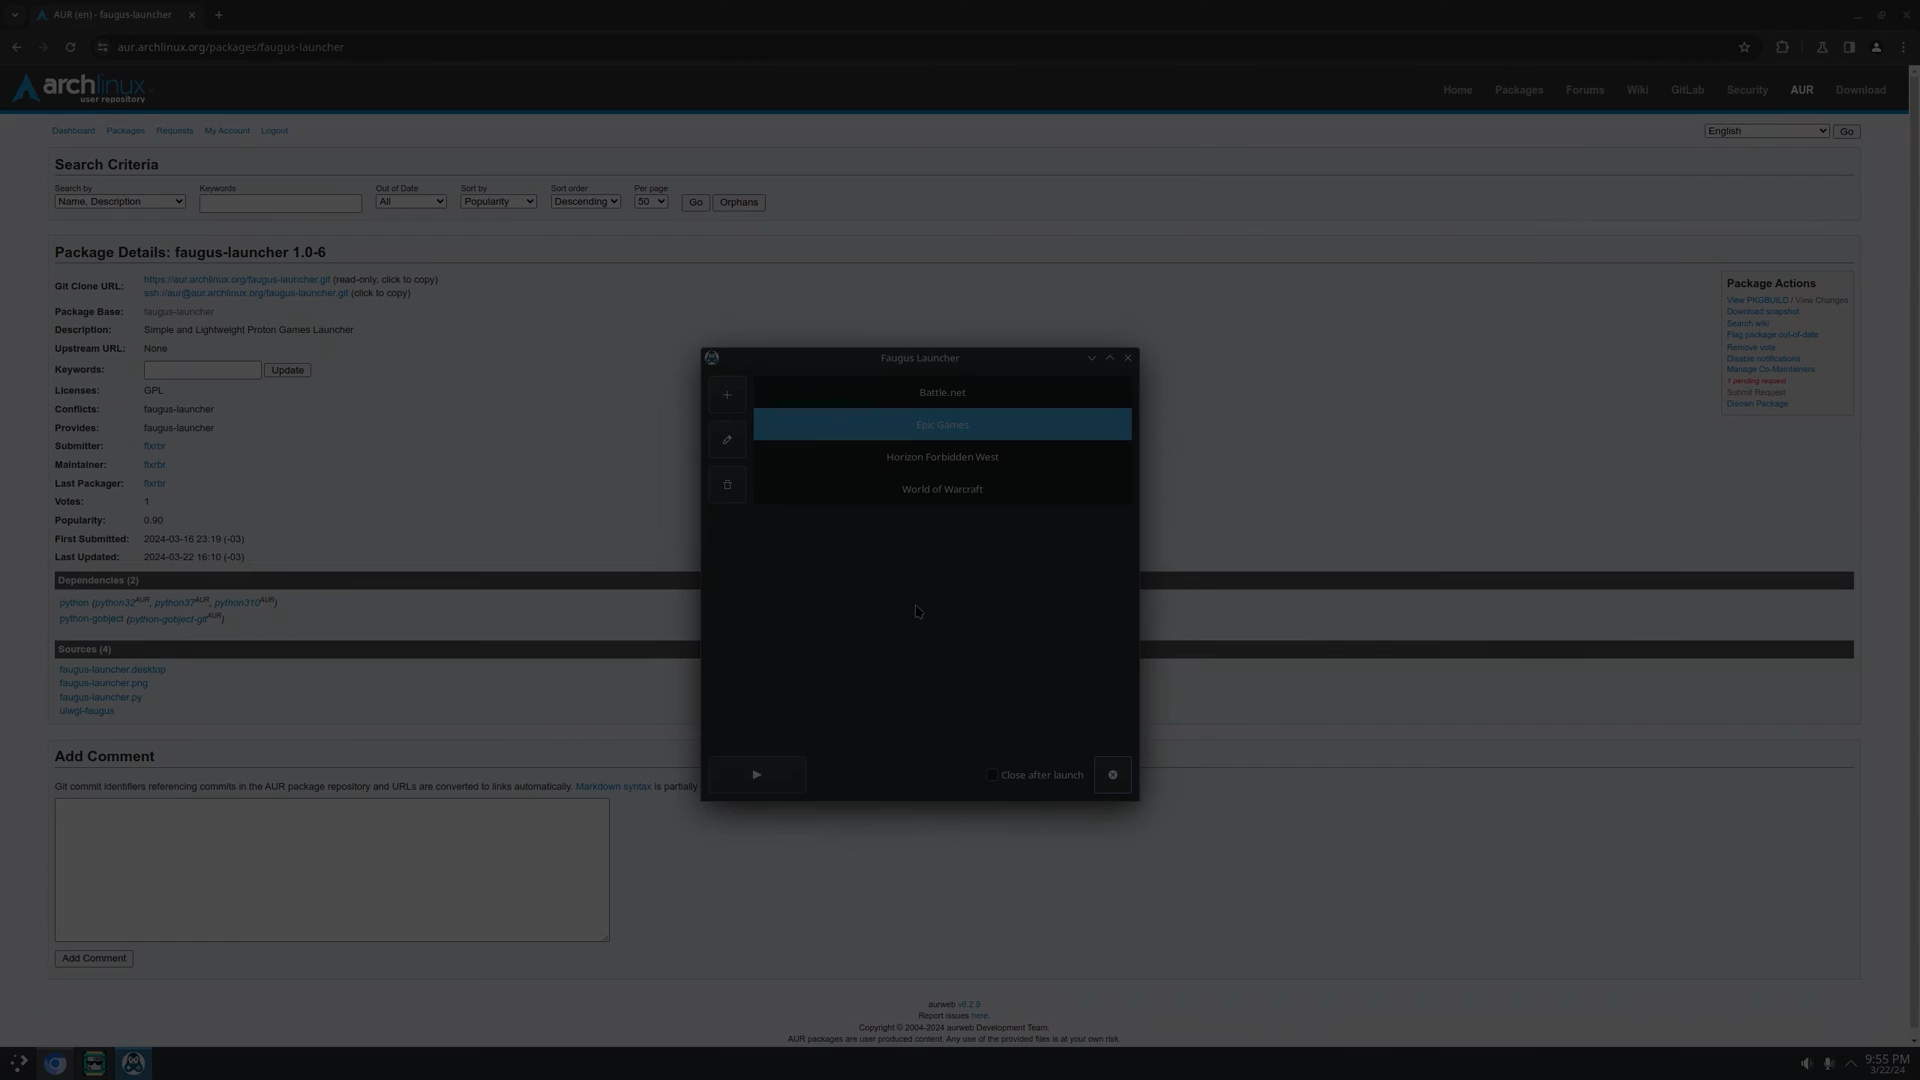 AUR (en) - faugus-launcher
aur.archlinux.org/packages/faugus-launcher
archlinux
user repository
Home Packages Forums Wiki GitLab Security AUR Download
Dashboard Packages Requests My Account Logout
English Go
Search Criteria
Search by Keywords Out of Date Sort by Sort order Per page
Name, Description All Popularity Descending 50 Go Orphans
Package Details: faugus-launcher 1.0-6
Git Clone URL: https://aur.archlinux.org/faugus-launcher.git (read-only, click to copy)
ssh://aur@aur.archlinux.org/faugus-launcher.git (click to copy)
Package Base: faugus-launcher
Description: Simple and Lightweight Proton Games Launcher
Upstream URL: None
Keywords: Update
Licenses: GPL
Conflicts: faugus-launcher
Provides: faugus-launcher
Submitter: flxrbr
Maintainer: flxrbr
Last Packager: flxrbr
Votes: 1
Popularity: 0.90
First Submitted: 2024-03-16 23:19 (-03)
Last Updated: 2024-03-22 16:10 (-03)
Package Actions
View PKGBUILD / View Changes
Download snapshot
Search wiki
Flag package out-of-date
Remove vote
Disable notifications
Manage Co-Maintainers
1 pending request
Submit Request
Disown Package
Dependencies (2)
python (python32AUR, python37AUR, python310AUR)
python-gobject (python-gobject-gitAUR)
Sources (4)
faugus-launcher.desktop
faugus-launcher.png
faugus-launcher.py
ulwgl-faugus
Faugus Launcher
Battle.net
Epic Games
Horizon Forbidden West
World of Warcraft
Close after launch
Add Comment
Git commit identifiers referencing commits in the AUR package repository and URLs are converted to links automatically. Markdown syntax is partially
Add Comment
aurweb v6.2.9
Report issues here.
Copyright © 2004-2024 aurweb Development Team.
AUR packages are user produced content. Any use of the provided files is at your own risk.
9:55 PM
3/22/24